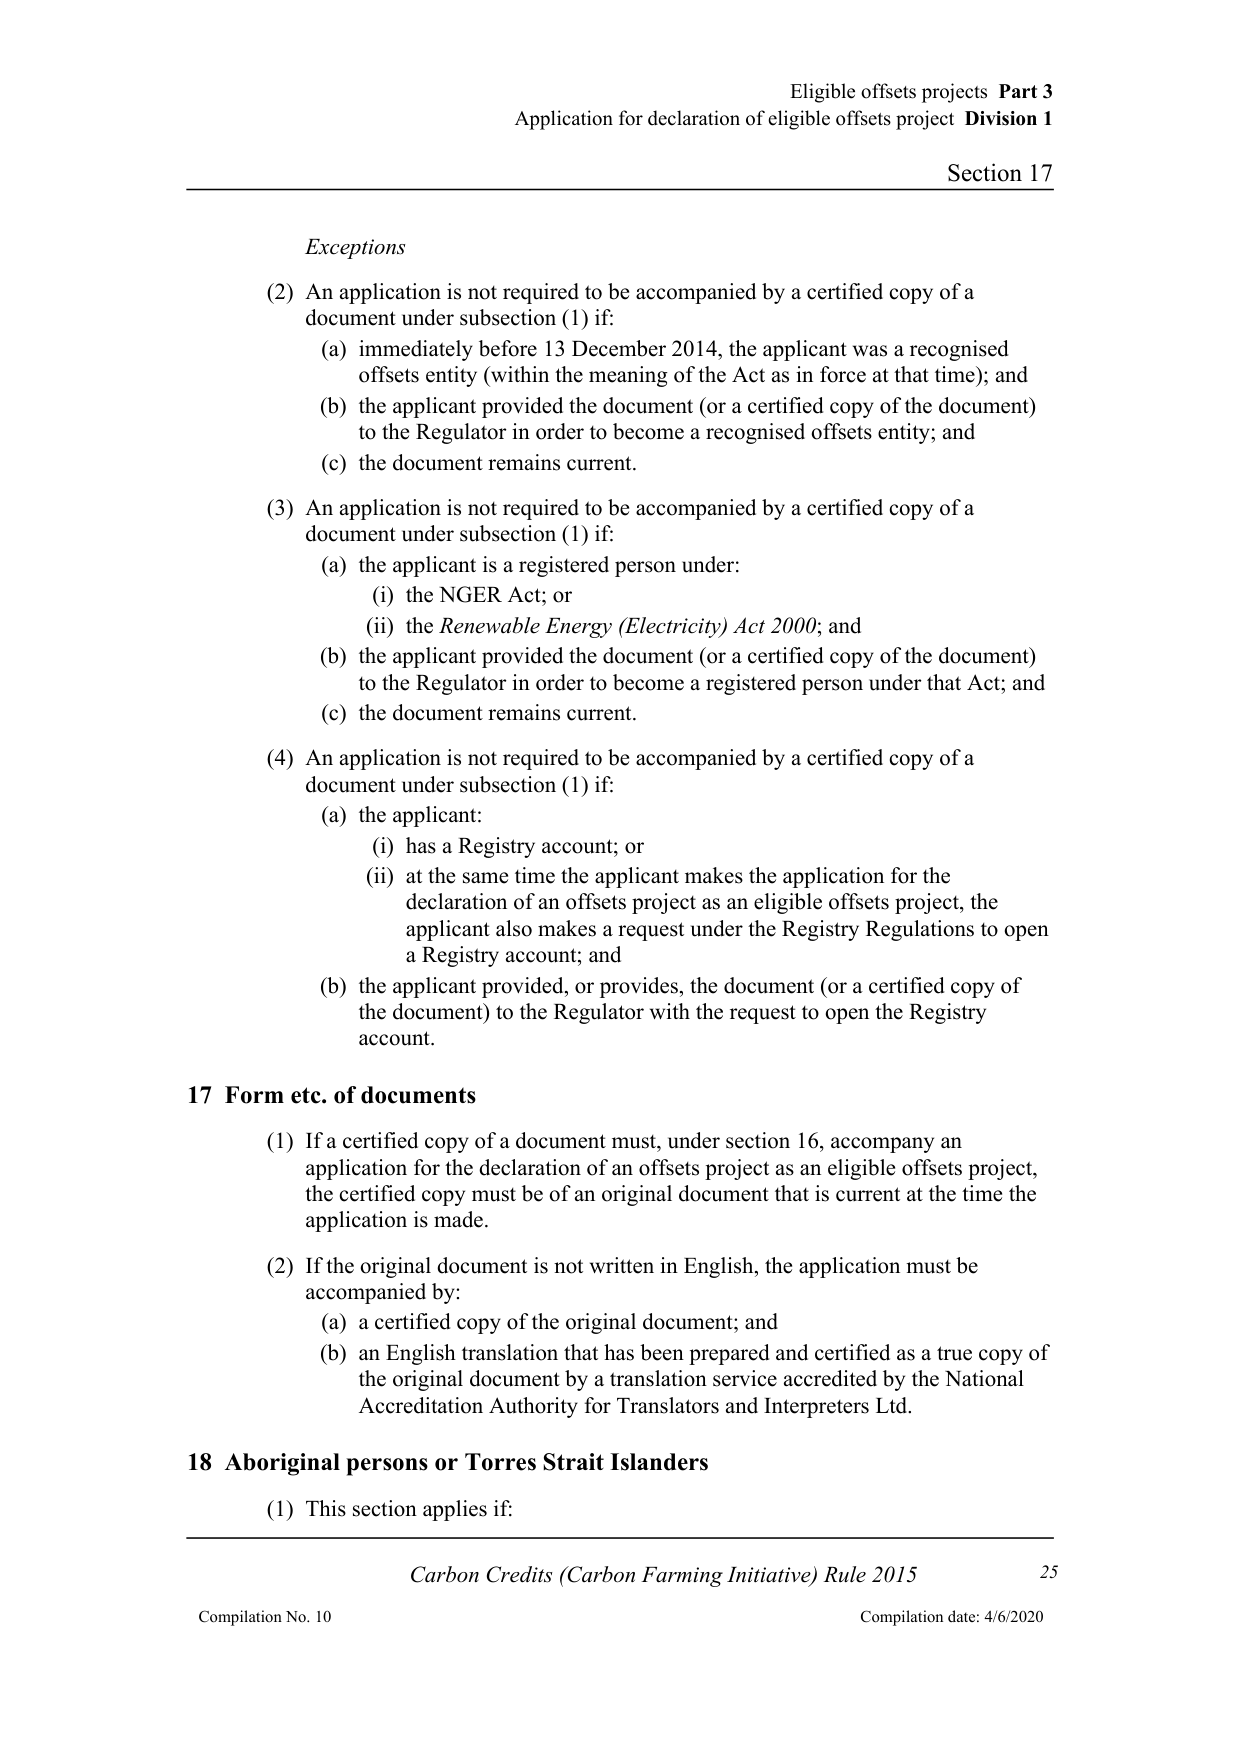 Eligible offsets projects Part 3
Application for declaration of eligible offsets project Division 1
Section 17
Exceptions
(2) An application is not required to be accompanied by a certified copy of a
document under subsection (1) if:
(a) immediately before 13 December 2014, the applicant was a recognised
offsets entity (within the meaning of the Act as in force at that time); and
(b) the applicant provided the document (or a certified copy of the document)
to the Regulator in order to become a recognised offsets entity; and
(c) the document remains current.
(3) An application is not required to be accompanied by a certified copy of a
document under subsection (1) if:
(a) the applicant is a registered person under:
(i) the NGER Act; or
(ii) the Renewable Energy (Electricity) Act 2000; and
(b) the applicant provided the document (or a certified copy of the document)
to the Regulator in order to become a registered person under that Act; and
(c) the document remains current.
(4) An application is not required to be accompanied by a certified copy of a
document under subsection (1) if:
(a) the applicant:
(i) has a Registry account; or
(ii) at the same time the applicant makes the application for the
declaration of an offsets project as an eligible offsets project, the
applicant also makes a request under the Registry Regulations to open
a Registry account; and
(b) the applicant provided, or provides, the document (or a certified copy of
the document) to the Regulator with the request to open the Registry
account.
17 Form etc. of documents
(1) If a certified copy of a document must, under section 16, accompany an
application for the declaration of an offsets project as an eligible offsets project,
the certified copy must be of an original document that is current at the time the
application is made.
(2) If the original document is not written in English, the application must be
accompanied by:
(a) a certified copy of the original document; and
(b) an English translation that has been prepared and certified as a true copy of
the original document by a translation service accredited by the National
Accreditation Authority for Translators and Interpreters Ltd.
18 Aboriginal persons or Torres Strait Islanders
(1) This section applies if:
Carbon Credits (Carbon Farming Initiative) Rule 2015 25
Compilation No. 10 Compilation date: 4/6/2020